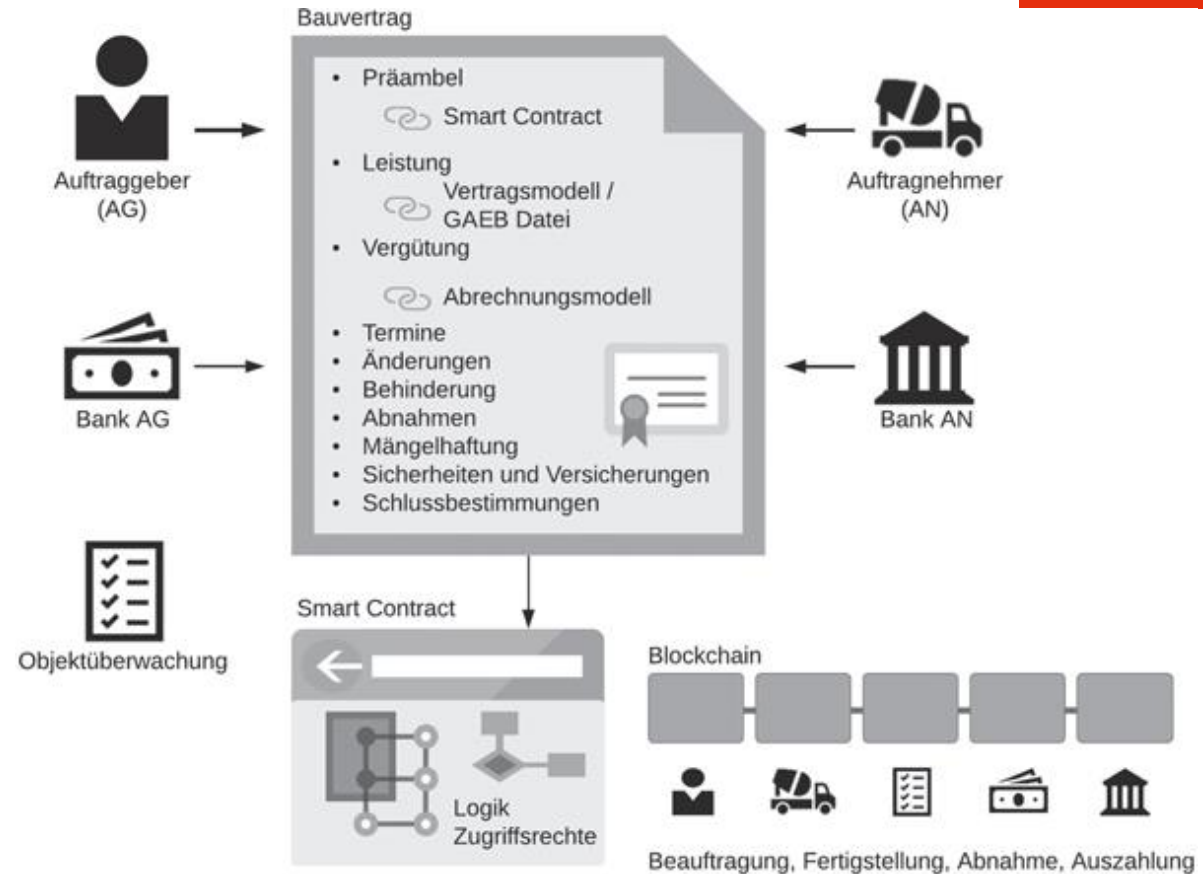 Bauvertrag
Auftraggeber
(AG)
Bank AG
Objektüberwachung
• Präambel
Smart Contract
• Leistung
Vertragsmodell /
GAEB Datei
• Vergütung
Abrechnungsmodell
• Termine
• Änderungen
• Behinderung
• Abnahmen
• Mängelhaftung
• Sicherheiten und Versicherungen
• Schlussbestimmungen
Auftragnehmer
(AN)
Bank AN
Smart Contract
Logik
Zugriffsrechte
Blockchain
Beauftragung, Fertigstellung, Abnahme, Auszahlung